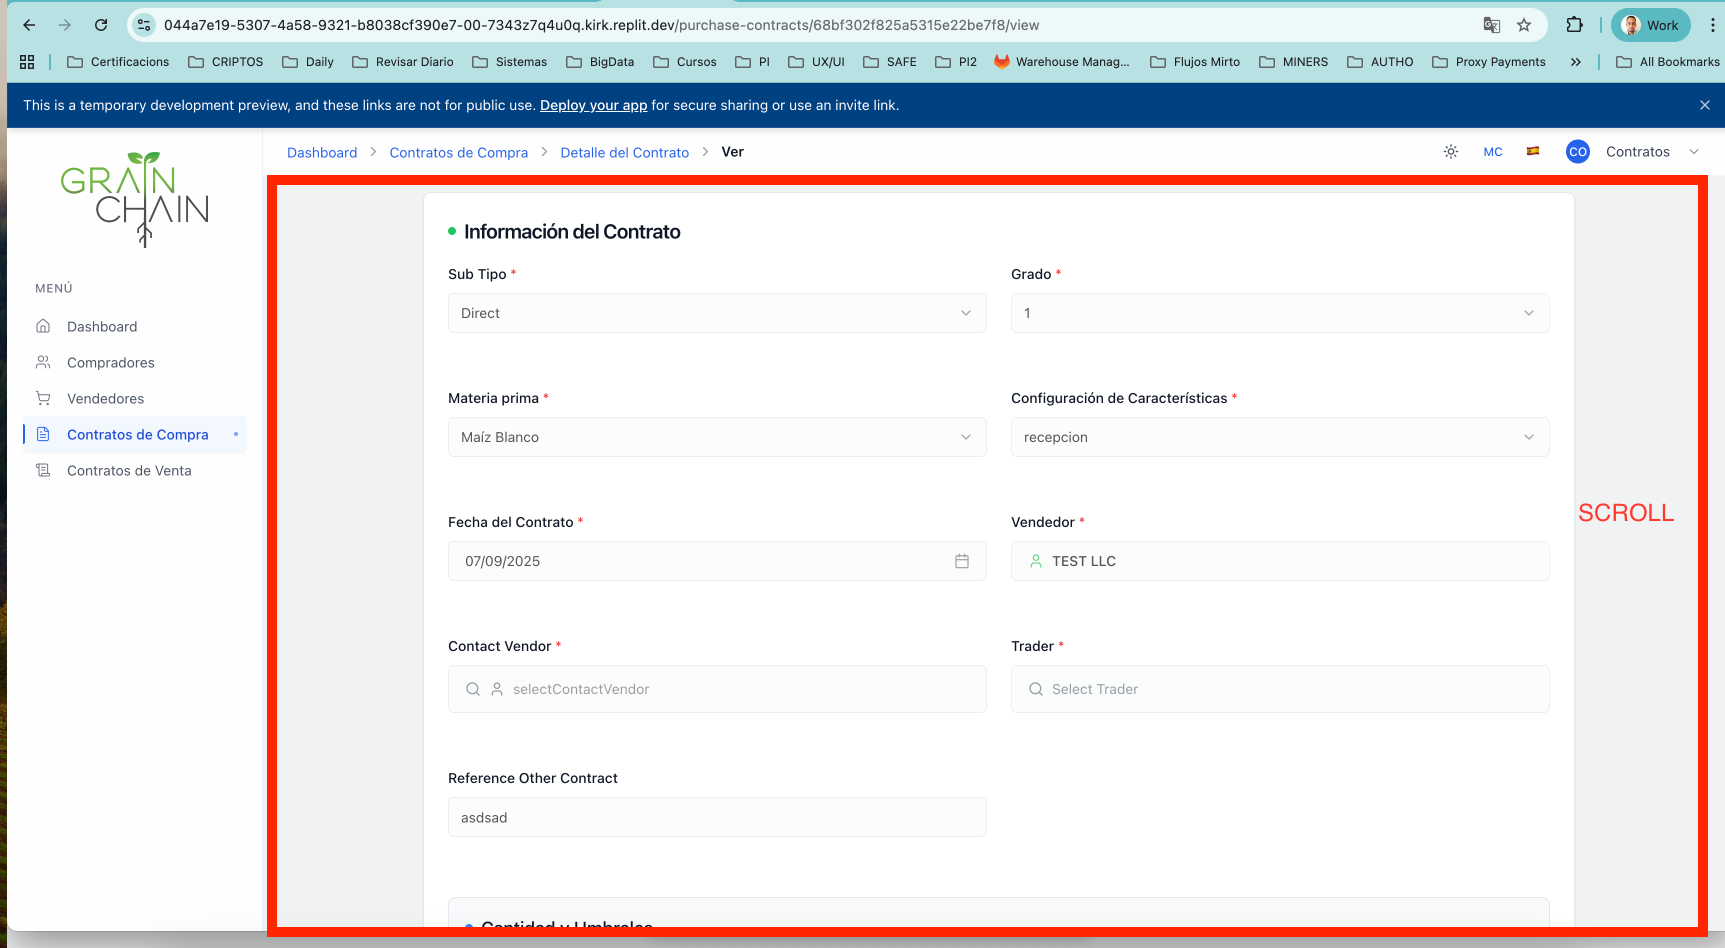 044a7e19-5307-4a58-9321-b8038cf390e7-00-7343z7q4u0q.kirk.replit.dev/purchase-contracts/68bf302f825a5315e22be7f8/view
Work
Certificacions
CRIPTOS
Daily
Revisar Diario
Sistemas
BigData
Cursos
PI
UX/UI
SAFE
PI2
Warehouse Manag...
Flujos Mirto
MINERS
AUTHO
Proxy Payments
»
All Bookmarks
This is a temporary development preview, and these links are not for public use. Deploy your app for secure sharing or use an invite link.
GRAIN
CHAIN
Dashboard > Contratos de Compra > Detalle del Contrato > Ver
MC
CO
Contratos
MENÚ
Dashboard
Compradores
Vendedores
Contratos de Compra
Contratos de Venta
Información del Contrato
Sub Tipo *
Direct
Grado *
1
Materia prima *
Maíz Blanco
Configuración de Características *
recepcion
Fecha del Contrato *
07/09/2025
Vendedor *
TEST LLC
SCROLL
Contact Vendor *
selectContactVendor
Trader *
Select Trader
Reference Other Contract
asdsad
Cantidad y Umbrales